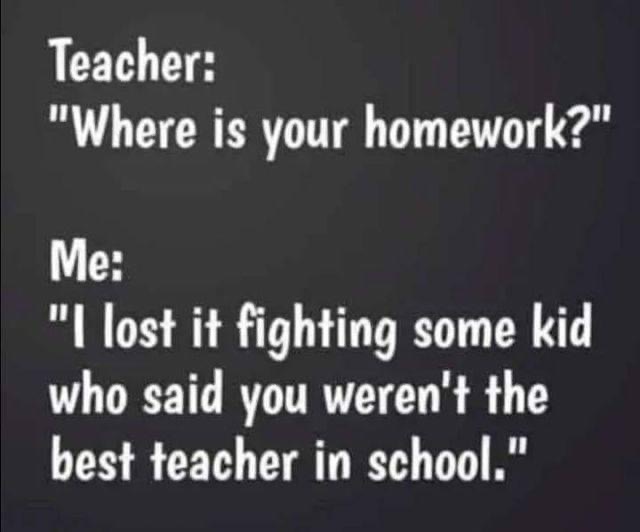 Teacher:
"Where is your homework?"
Me:
"I lost it fighting some kid
who said you weren't the
best teacher in school."